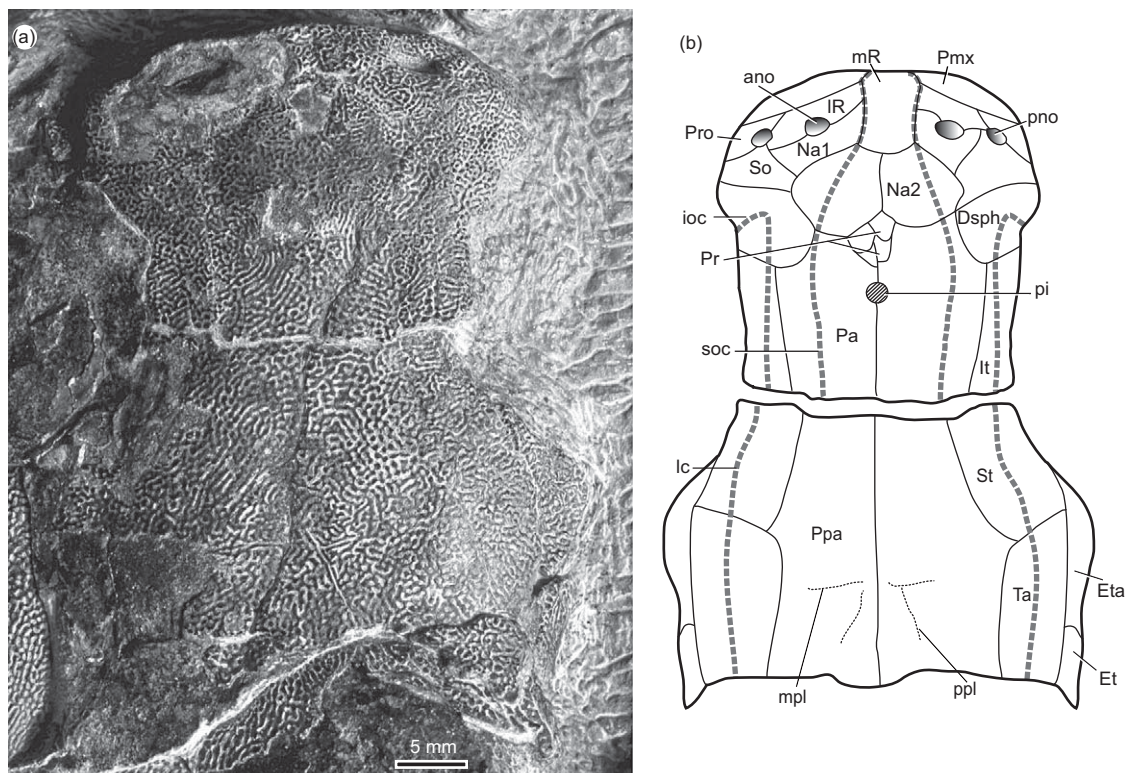 (a)
5 mm
(b)
mR
Pmx
ano
lR
Pro
pno
Na1
So
Na2
ioc
Dsph
Pr
pi
Pa
soc
It
lc
St
Ppa
Ta
Eta
mpl
ppl
Et